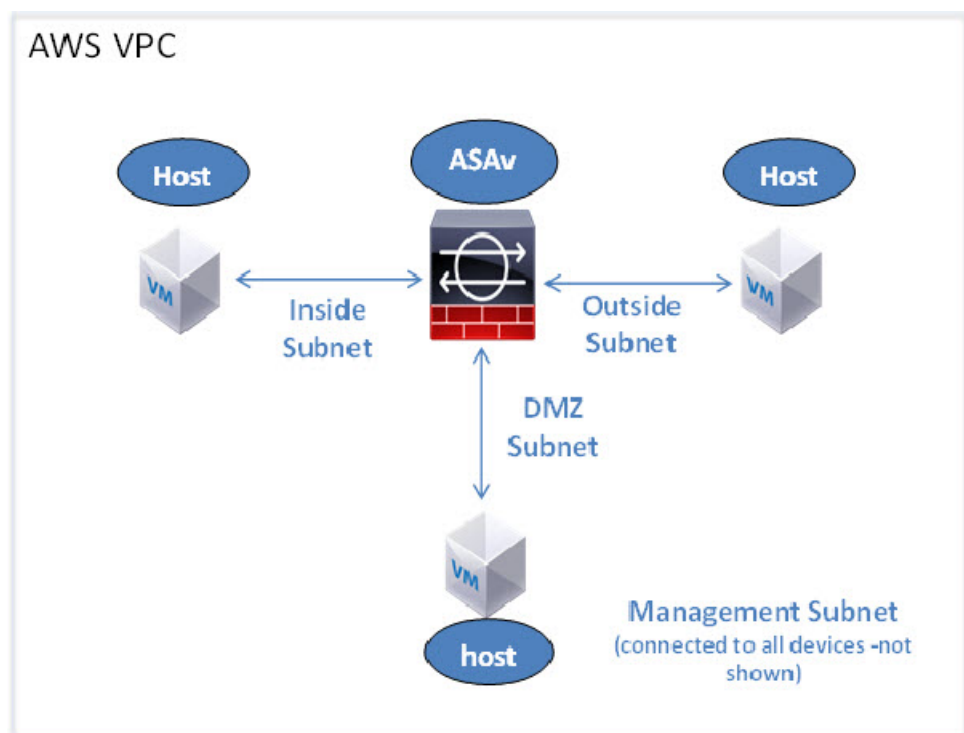 AWS VPC
Host
ASAv
Host
VM
VM
Inside
Subnet
Outside
Subnet
DMZ
Subnet
VM
host
Management Subnet
(connected to all devices -not
shown)